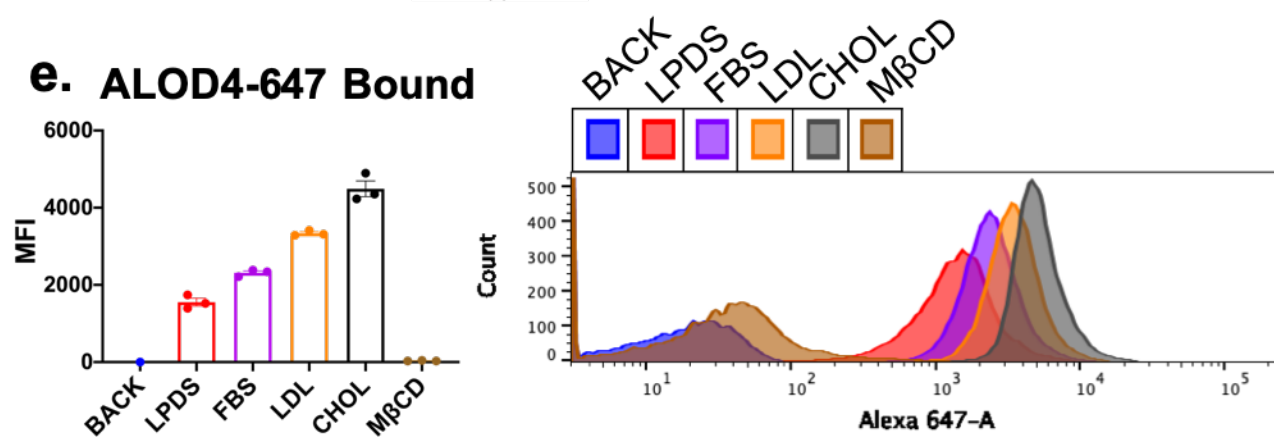 e. ALOD4-647 Bound
6000
4000
2000
0
MFI
BACK
LPDS
FBS
LDL
CHOL
MβCD
BACK
LPDS
FBS
LDL
CHOL
MβCD
500
400
300
200
100
0
Count
10¹
10²
10³
10⁴
10⁵
Alexa 647-A